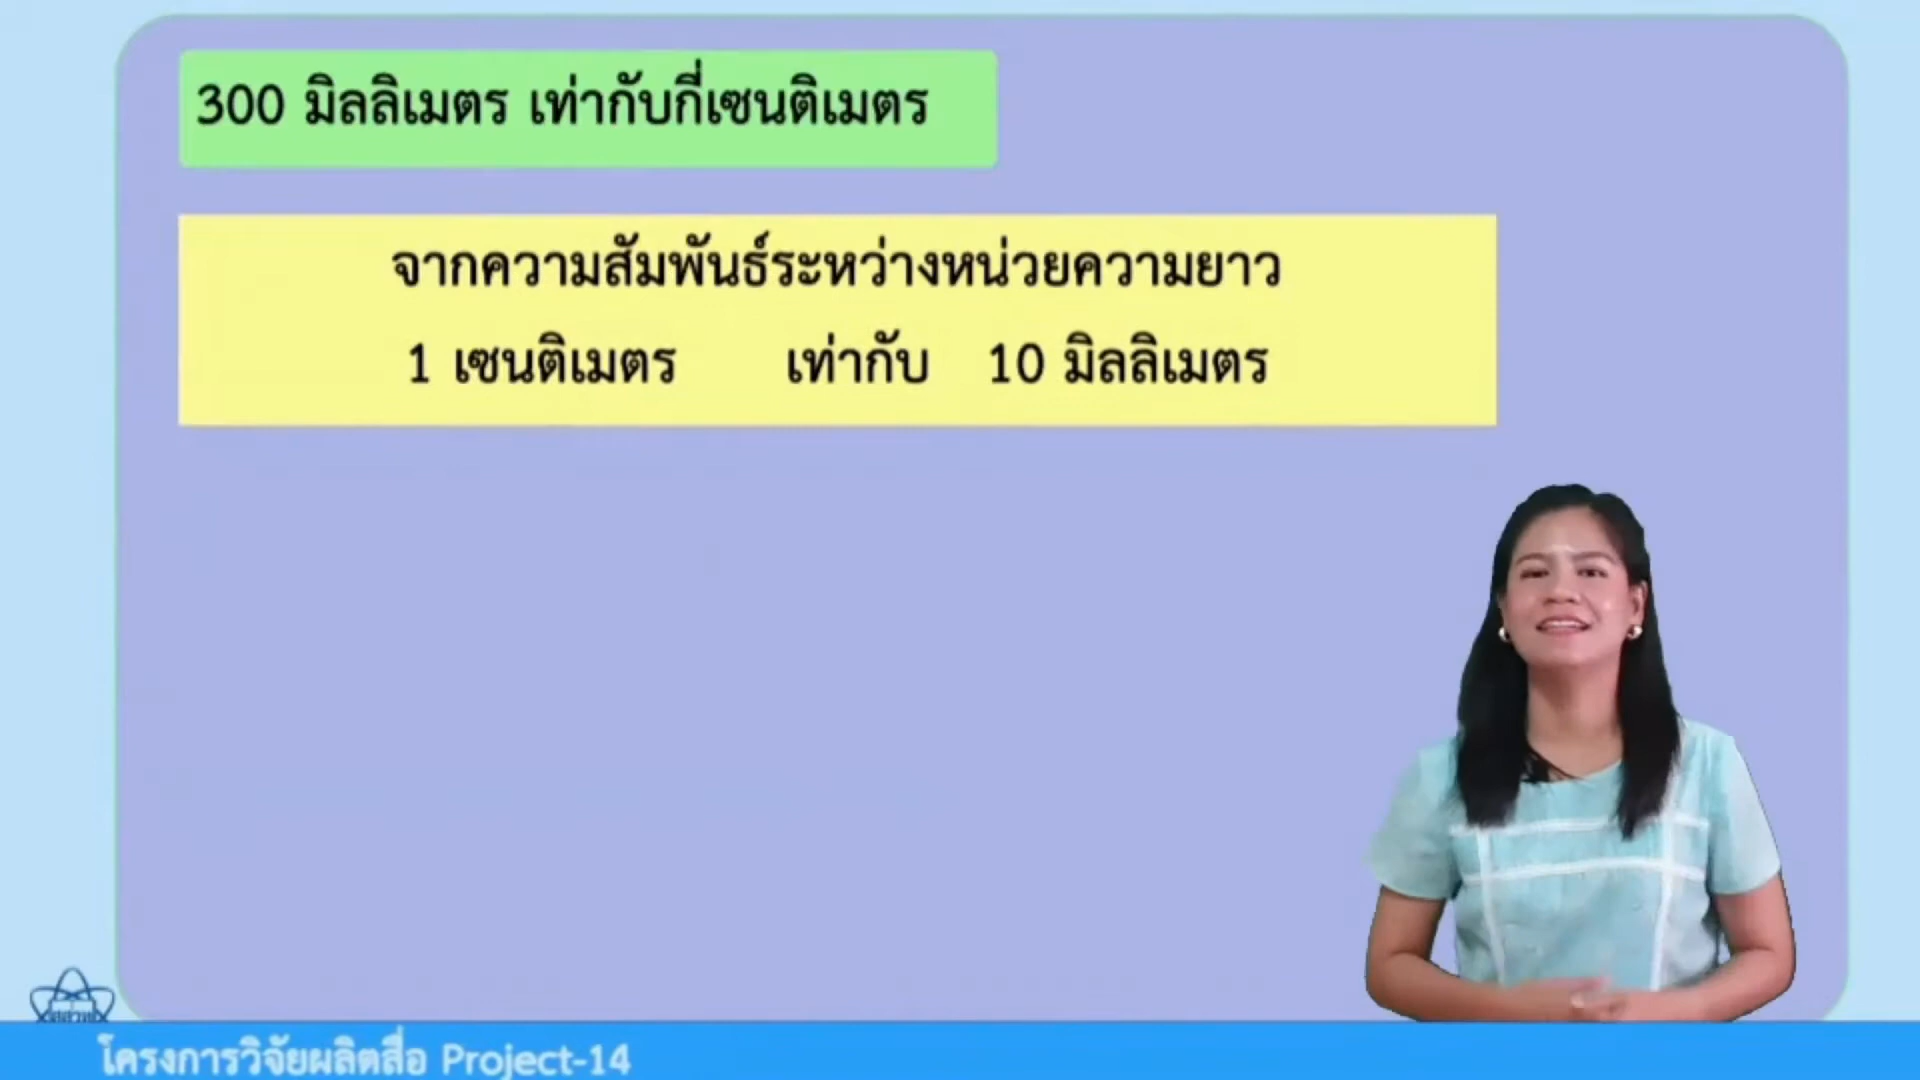 300 มิลลิเมตร เท่ากับกี่เซนติเมตร
จากความสัมพันธ์ระหว่างหน่วยความยาว
1 เซนติเมตร เท่ากับ 10 มิลลิเมตร
สสวท
โครงการวิจัยผลิตสื่อ Project-14